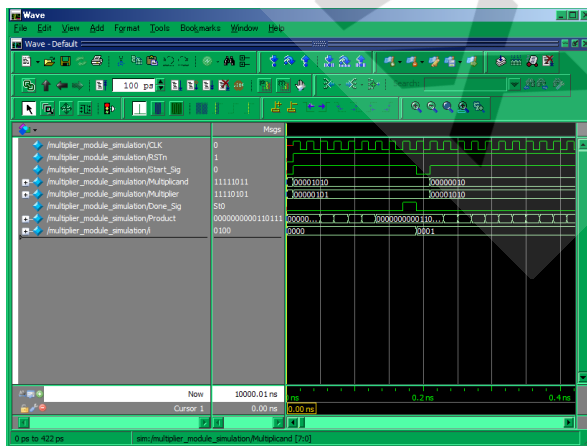 Wave
File Edit View Add Format Tools Bookmarks Window Help
Wave - Default
100 ps
Msgs
/multiplier_module_simulation/CLK 0
/multiplier_module_simulation/RSTn 1
/multiplier_module_simulation/Start_Sig 0
/multiplier_module_simulation/Multiplicand 11111011 00001010 00000010
/multiplier_module_simulation/Multiplier 11110101 00000101 00001010
/multiplier_module_simulation/Done_Sig St0
/multiplier_module_simulation/Product 0000000000110111 00000... 0000000000110...
/multiplier_module_simulation/i 0100 0000 0001
Now 10000.01 ns ns 0.2 ns 0.4 ns
Cursor 1 0.00 ns 0.00 ns
0 ps to 422 ps sim:/multiplier_module_simulation/Multiplicand [7:0]